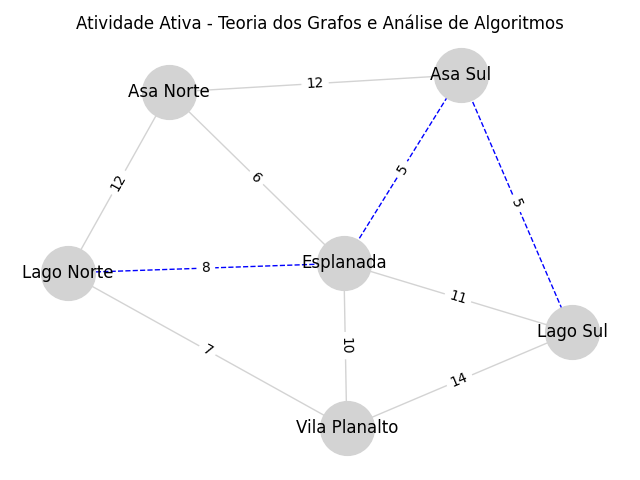 Atividade Ativa - Teoria dos Grafos e Análise de Algoritmos
Asa Sul
12
Asa Norte
5
6
12
5
Esplanada
8
Lago Norte
11
Lago Sul
10
7
14
Vila Planalto